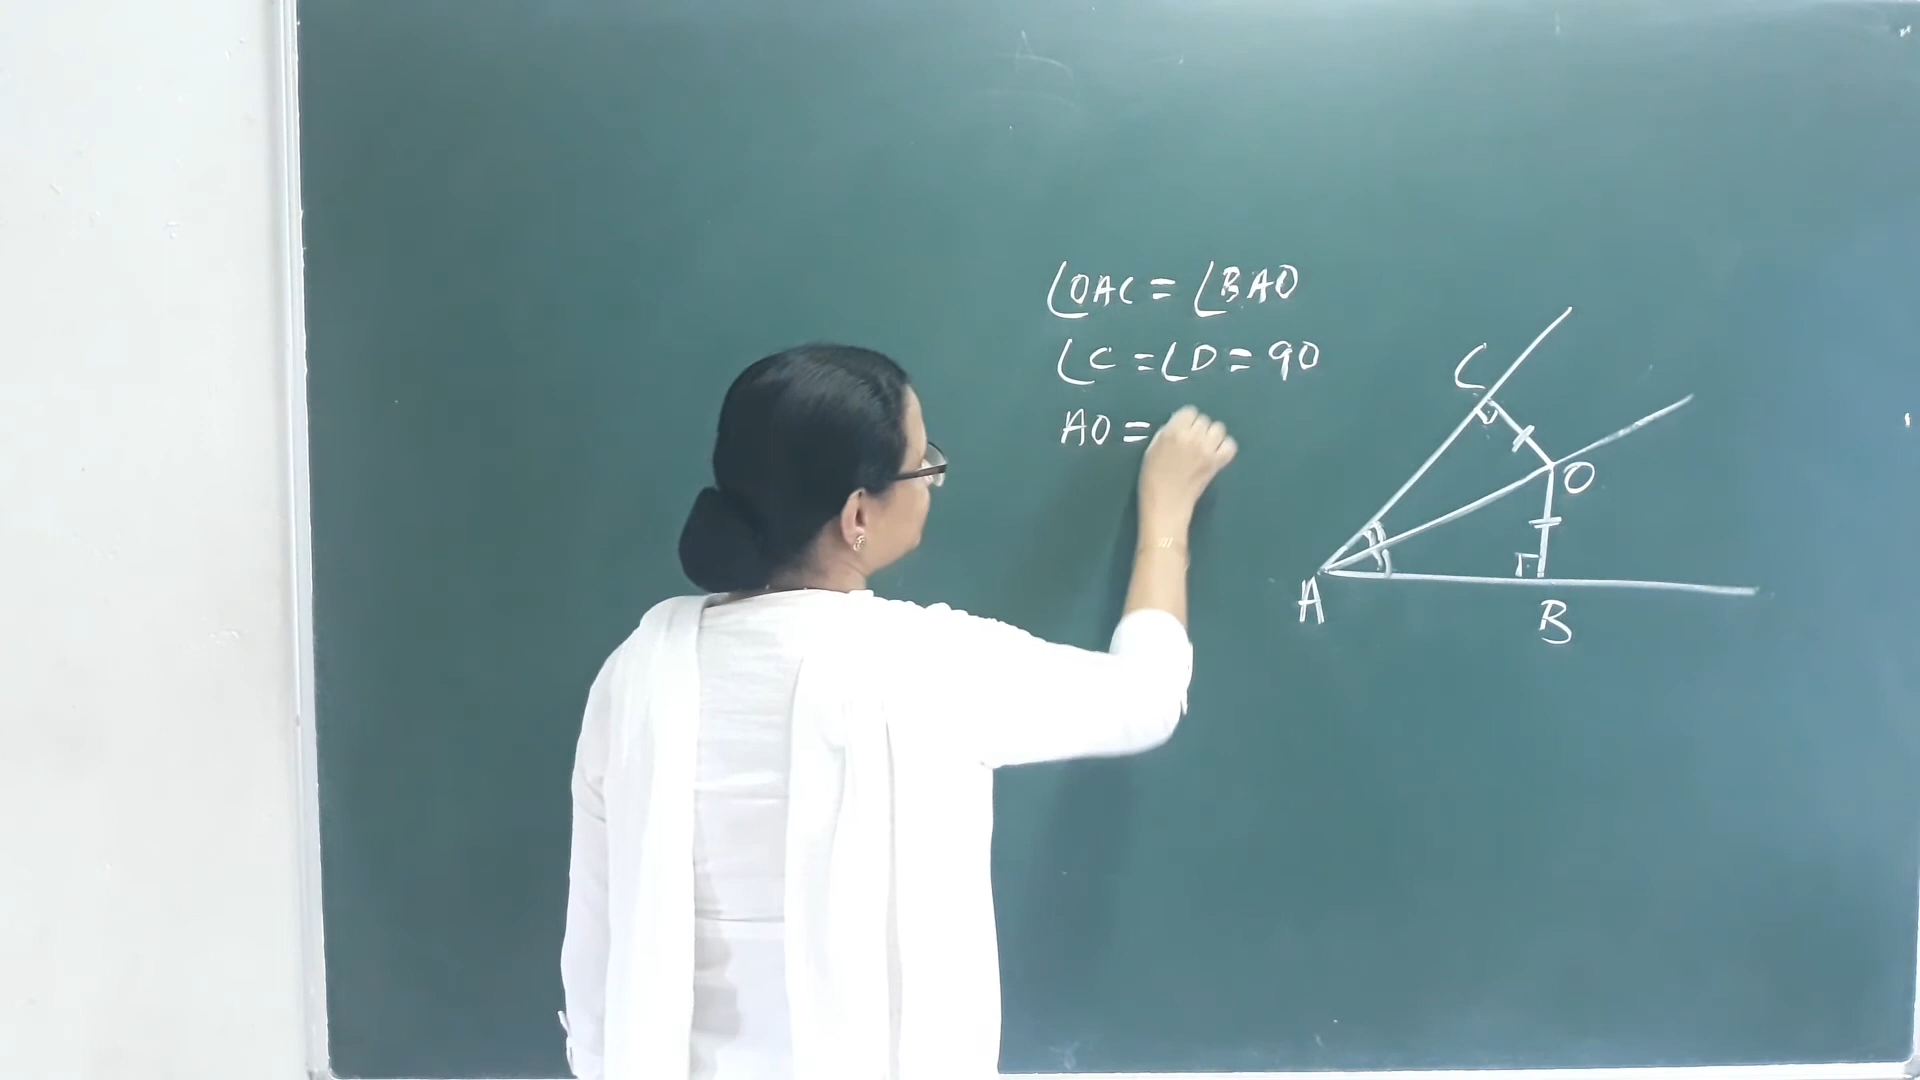 ∠OAC = ∠BAO
∠C = ∠D = 90
AO =
C
O
A
B